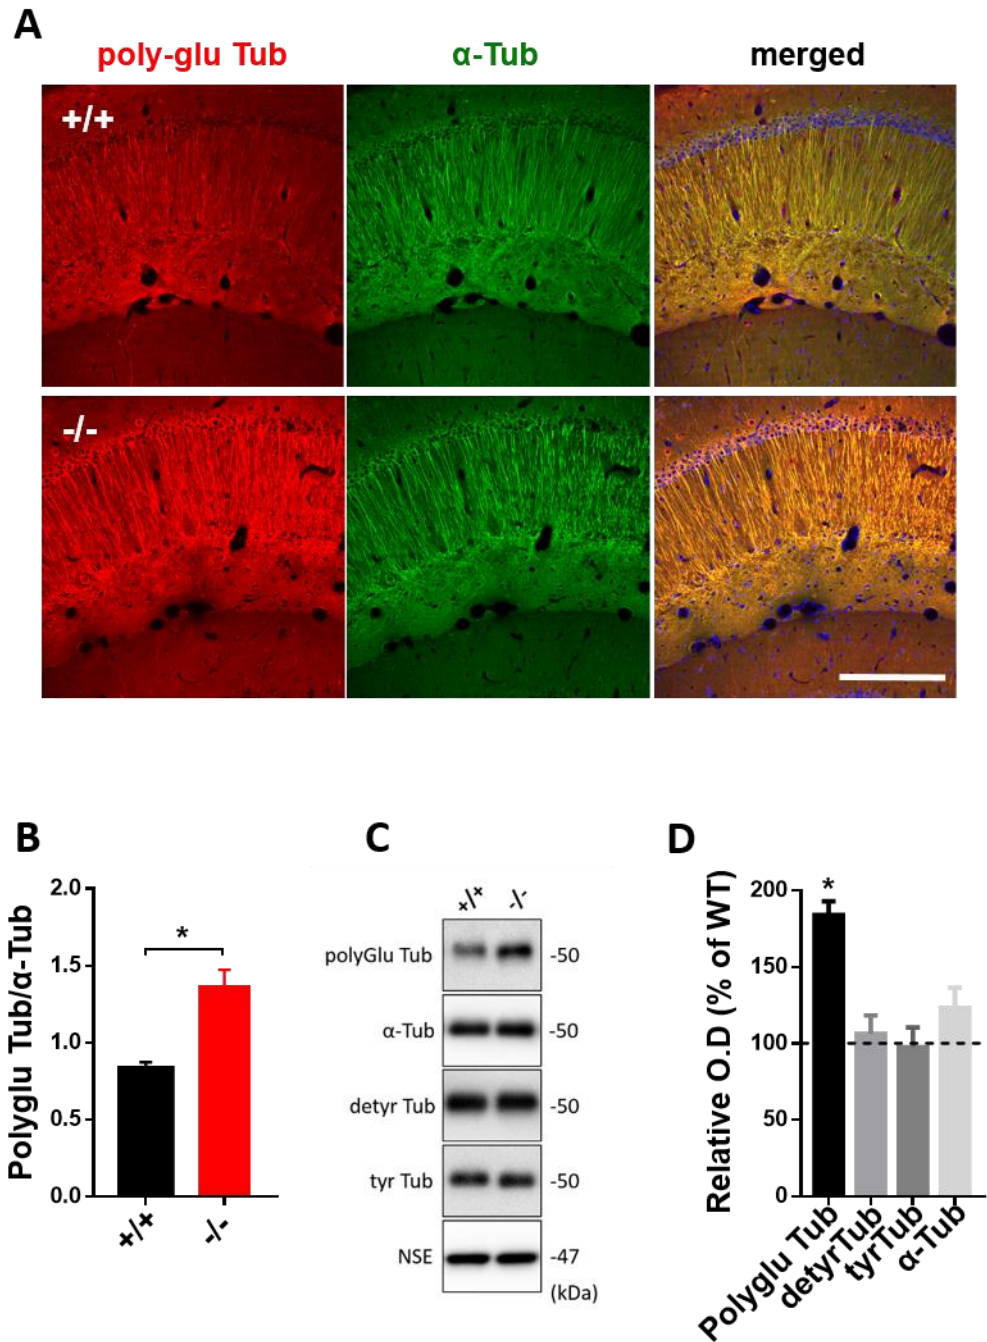 A
poly-glu Tub
α-Tub
merged
+/+
-/-
B
Polyglu Tub/α-Tub
2.0
1.5
1.0
0.5
0.0
*
+/+
-/-
C
+/+
-/-
polyGlu Tub
-50
α-Tub
-50
detyr Tub
-50
tyr Tub
-50
NSE
-47
(kDa)
D
Relative O.D (% of WT)
200
150
100
50
0
*
Polyglu Tub
detyrTub
tyrTub
α-Tub